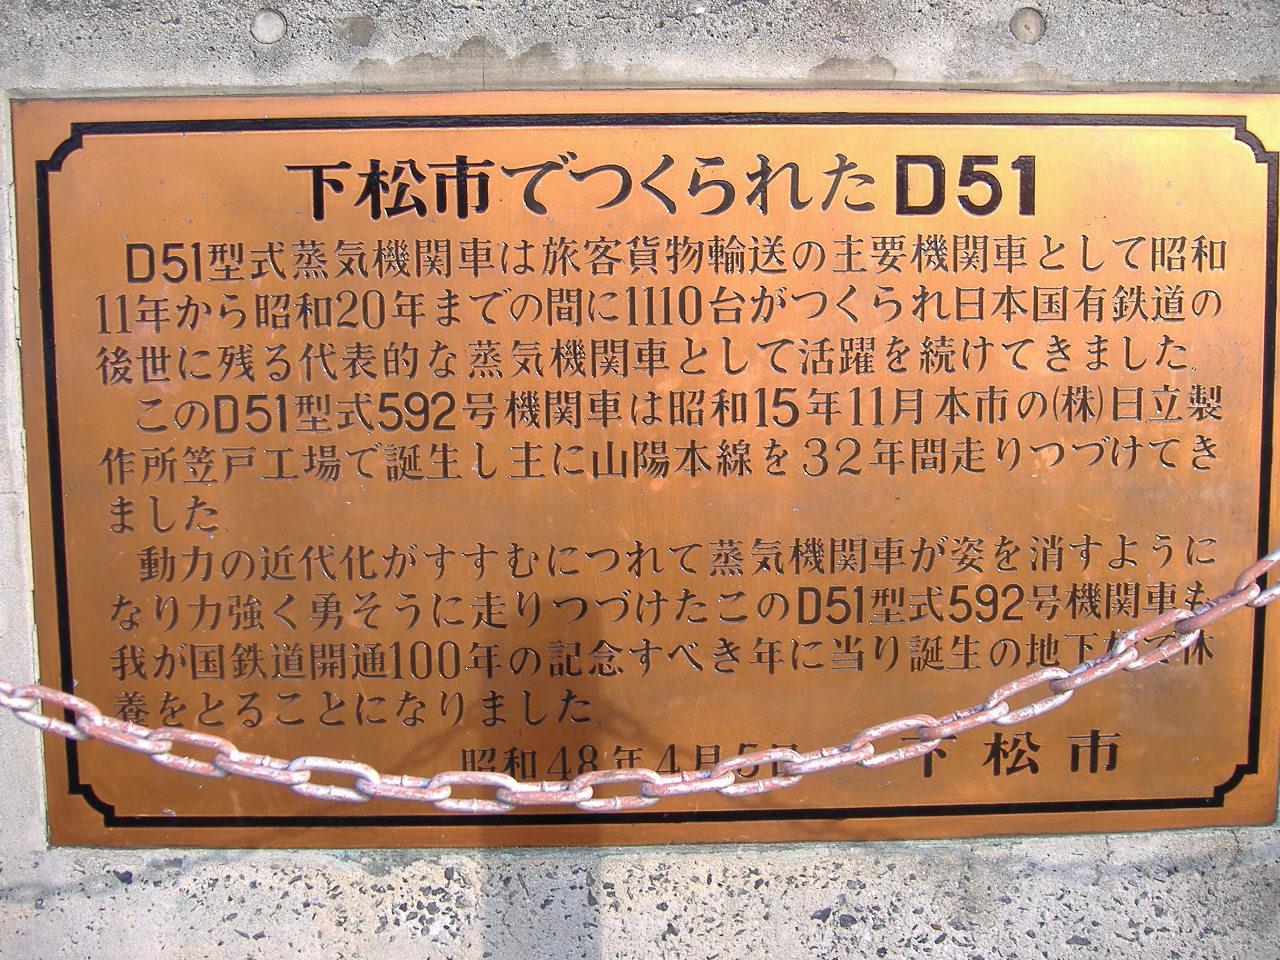 下松市でつくられたD51
D51型式蒸気機関車は旅客貨物輸送の主要機関車として昭和
11年から昭和20年までの間に1110台がつくられ日本国有鉄道の
後世に残る代表的な蒸気機関車として活躍を続けてきました。
このD51型式592号機関車は昭和15年11月本市の(株)日立製
作所笠戸工場で誕生し主に山陽本線を32年間走りつづけてき
ました。
動力の近代化がすすむにつれて蒸気機関車が姿を消すように
なり力強く勇そうに走りつづけたこのD51型式592号機関車も
我が国鉄道開通100年の記念すべき年に当り誕生の地下松で休
養をとることになりました。
昭和48年4月5日 下松市